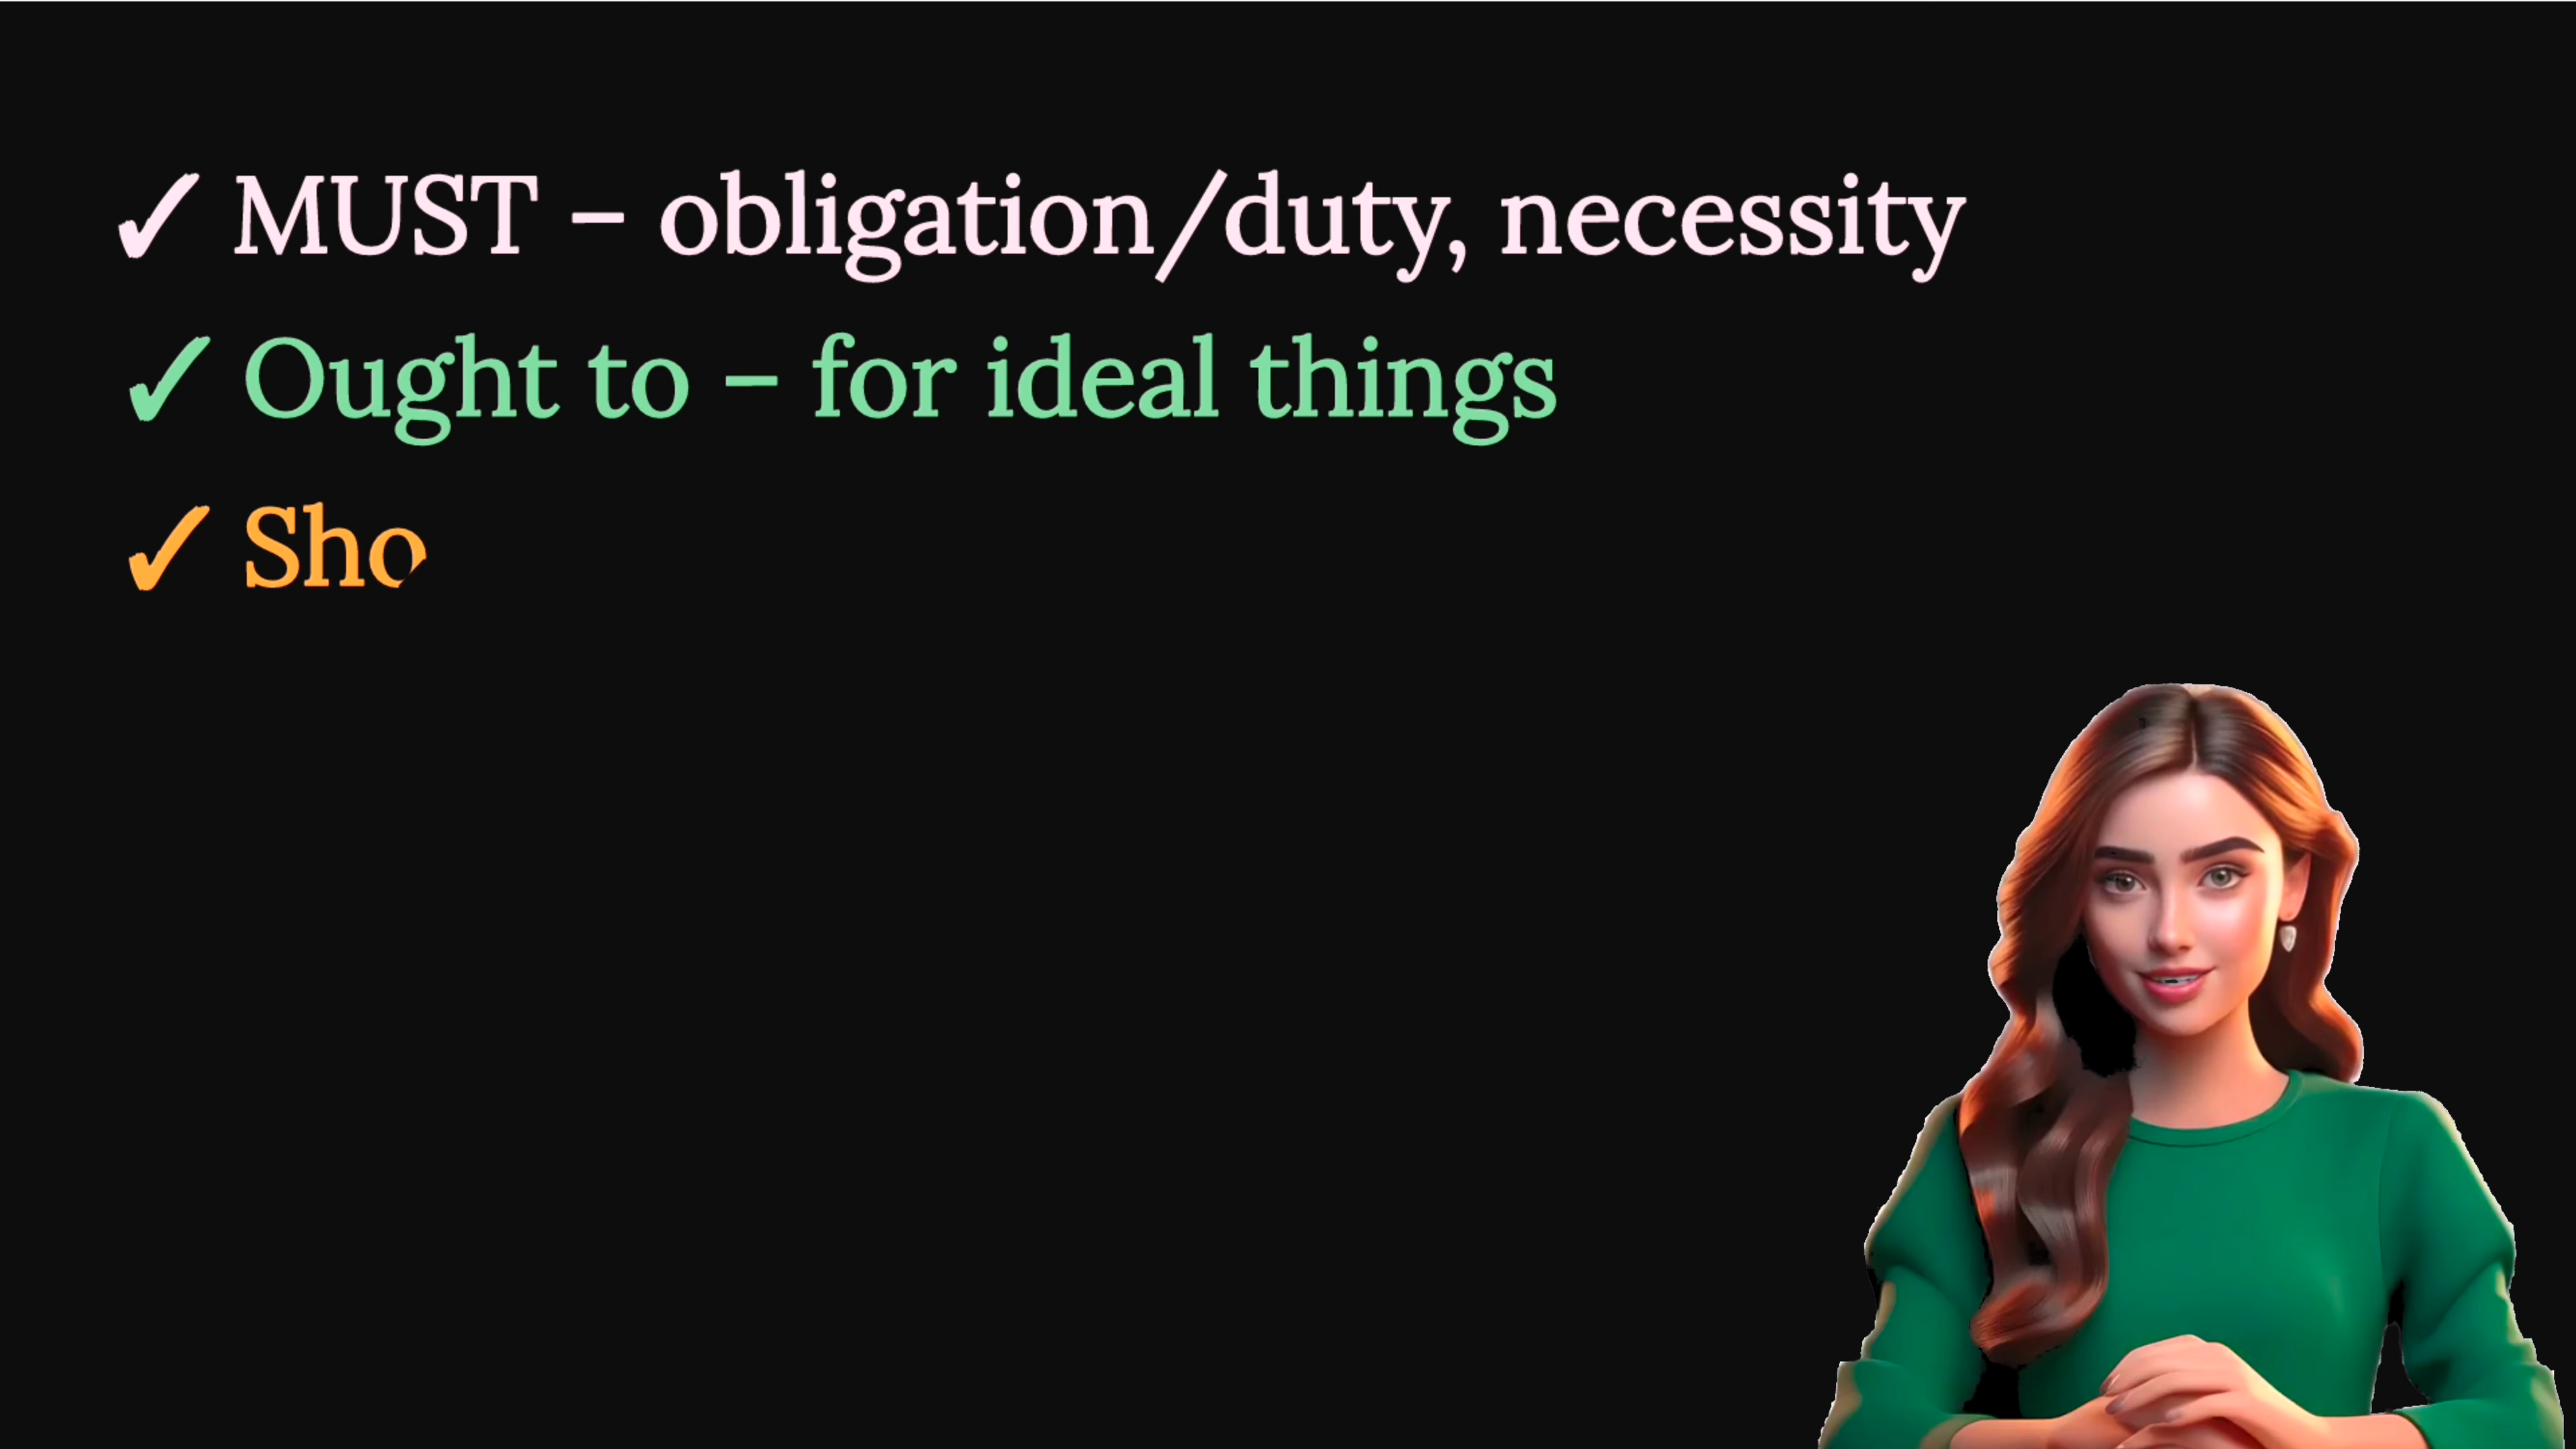 ✓ MUST – obligation/duty, necessity
✓ Ought to – for ideal things
✓ Sho